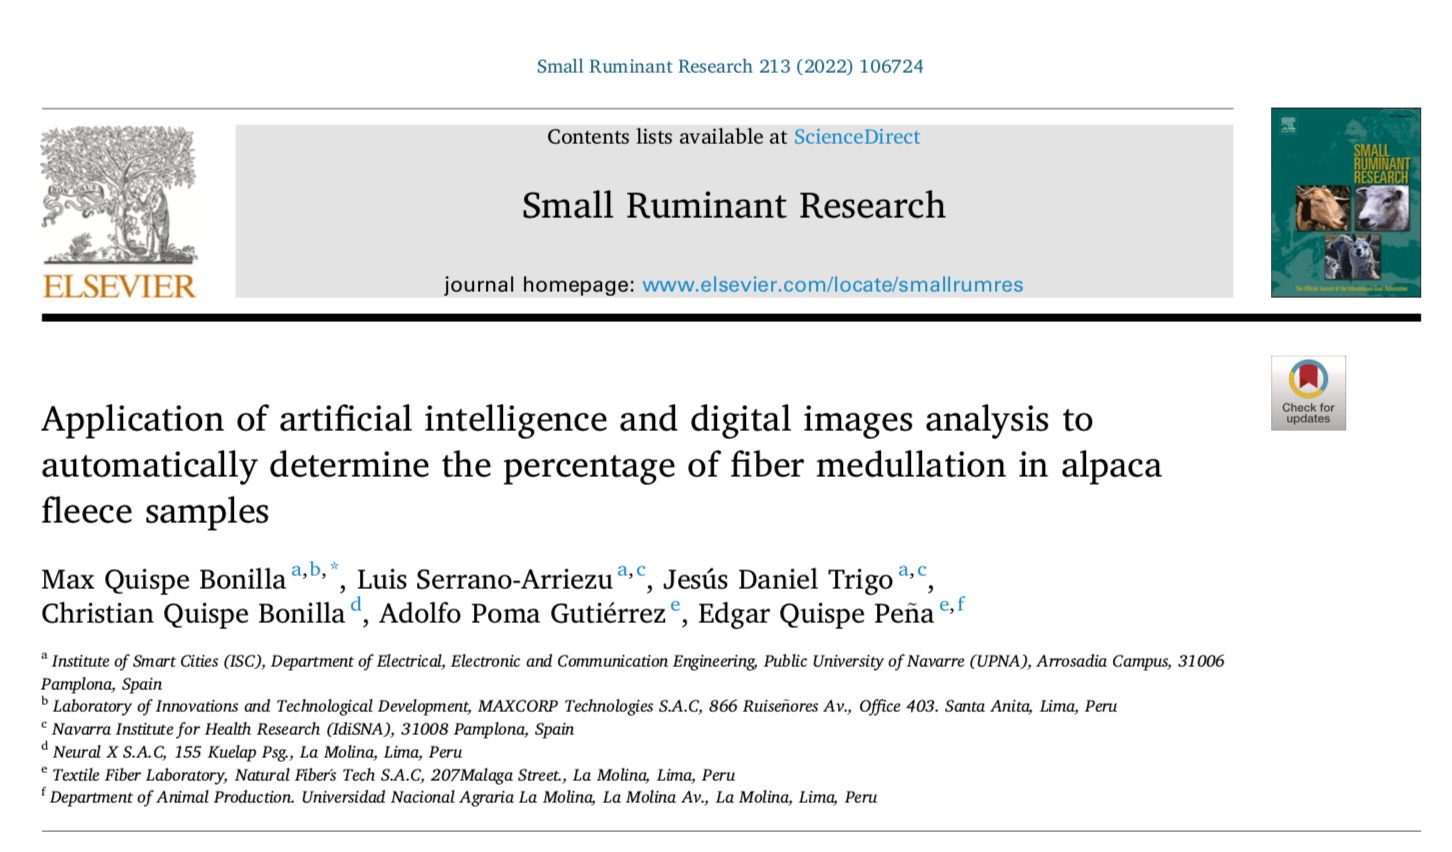 Small Ruminant Research 213 (2022) 106724
Contents lists available at ScienceDirect
Small Ruminant Research
journal homepage: www.elsevier.com/locate/smallrumres
ELSEVIER
SMALL
RUMINANT
RESEARCH
Check for
updates
Application of artificial intelligence and digital images analysis to
automatically determine the percentage of fiber medullation in alpaca
fleece samples
Max Quispe Bonilla a,b,*, Luis Serrano-Arriezu a,c, Jesús Daniel Trigo a,c,
Christian Quispe Bonilla d, Adolfo Poma Gutiérrez e, Edgar Quispe Peña e,f
a Institute of Smart Cities (ISC), Department of Electrical, Electronic and Communication Engineering, Public University of Navarre (UPNA), Arrosadia Campus, 31006
Pamplona, Spain
b Laboratory of Innovations and Technological Development, MAXCORP Technologies S.A.C, 866 Ruiseñores Av., Office 403. Santa Anita, Lima, Peru
c Navarra Institute for Health Research (IdiSNA), 31008 Pamplona, Spain
d Neural X S.A.C, 155 Kuelap Psg., La Molina, Lima, Peru
e Textile Fiber Laboratory, Natural Fiber's Tech S.A.C, 207Malaga Street., La Molina, Lima, Peru
f Department of Animal Production. Universidad Nacional Agraria La Molina, La Molina Av., La Molina, Lima, Peru